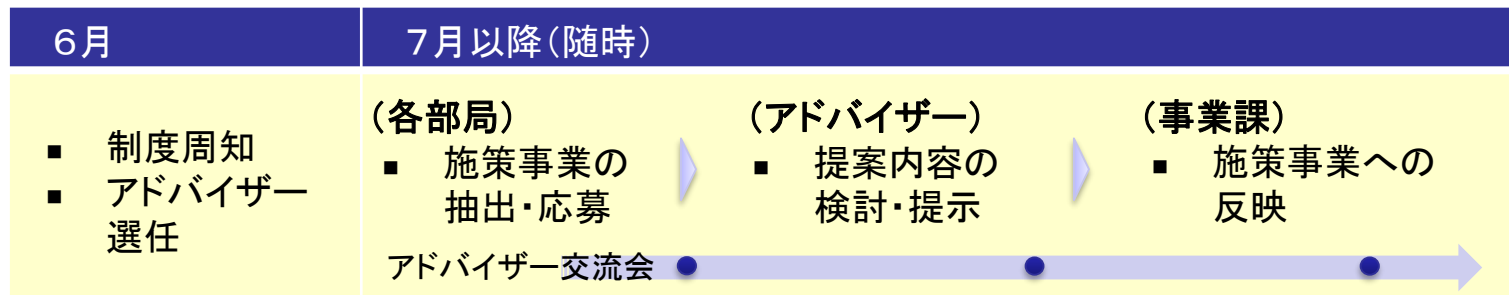 ６月
７月以降（随時）
■ 制度周知
■ アドバイザー
選任
（各部局）
■ 施策事業の
抽出・応募
（アドバイザー）
■ 提案内容の
検討・提示
（事業課）
■ 施策事業への
反映
アドバイザー交流会